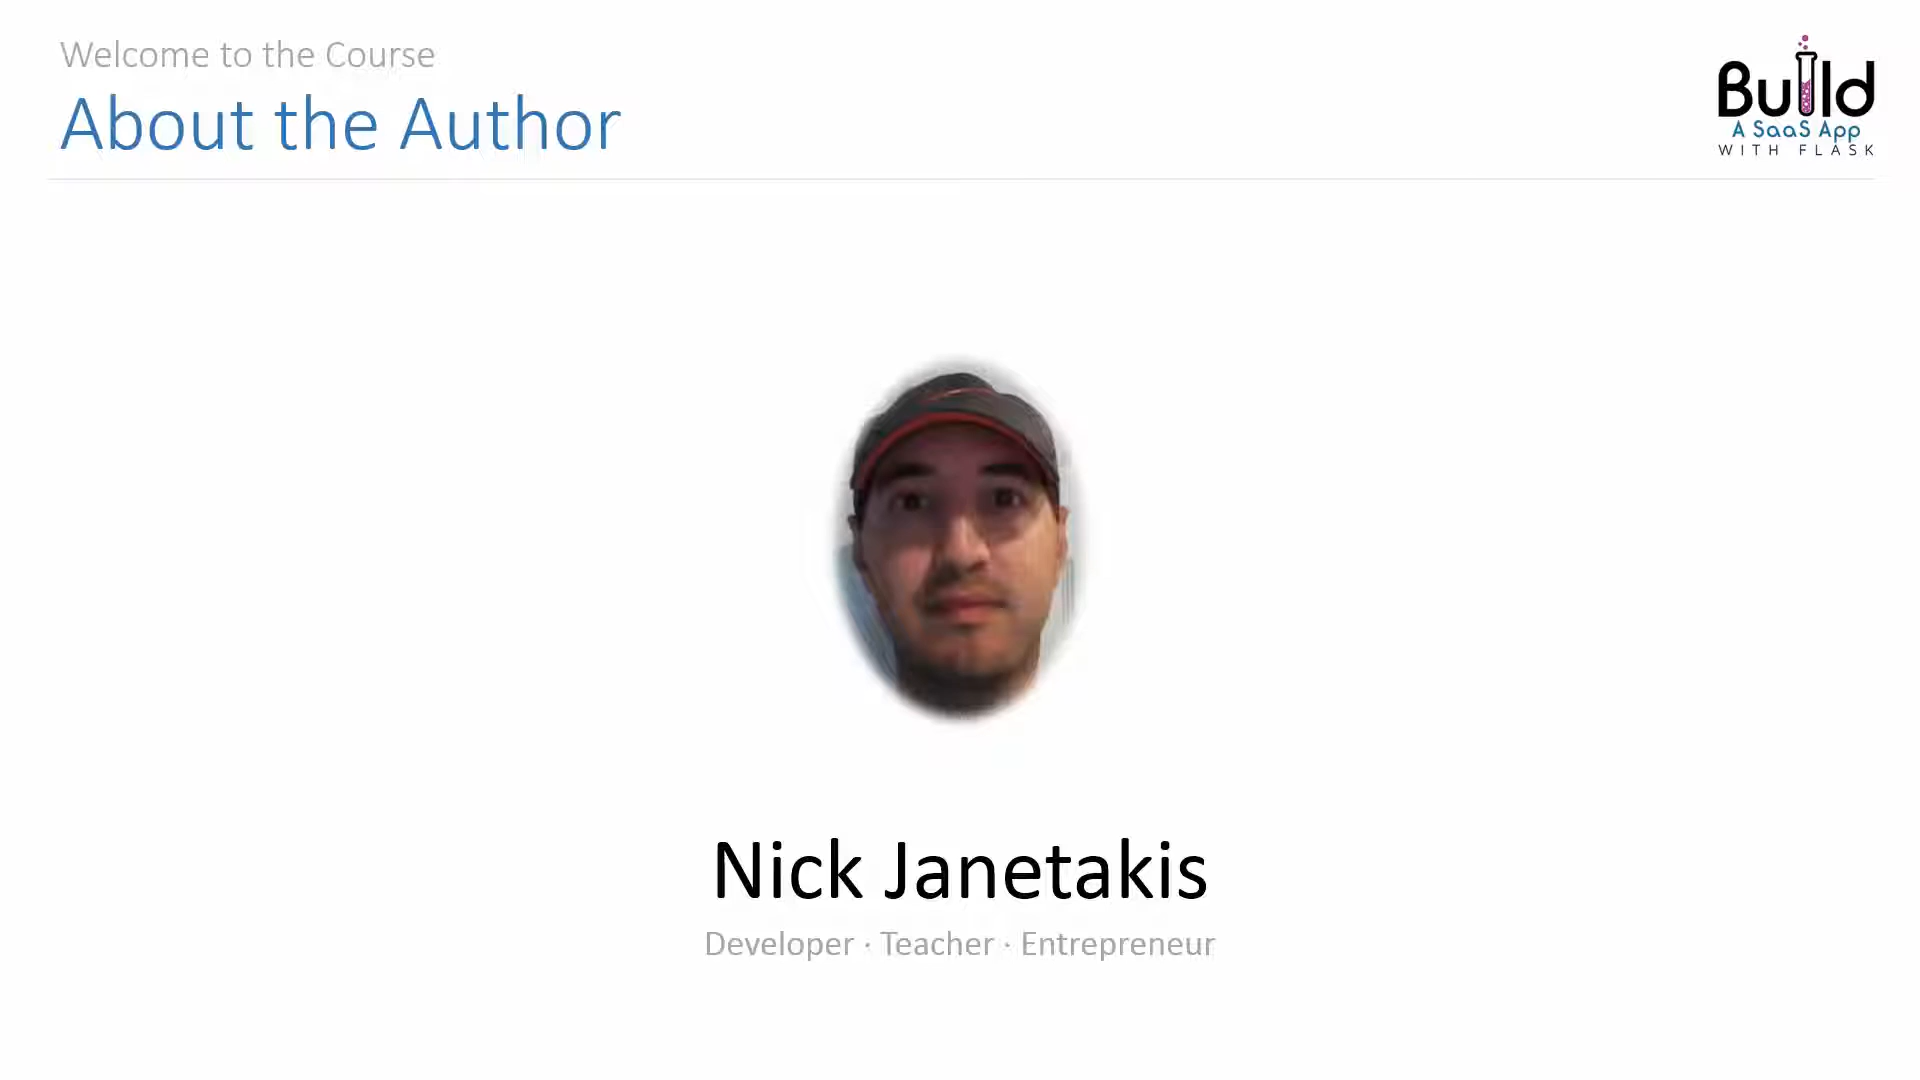 Welcome to the Course
About the Author
Build
A SaaS App
WITH FLASK
Nick Janetakis
Developer · Teacher · Entrepreneur